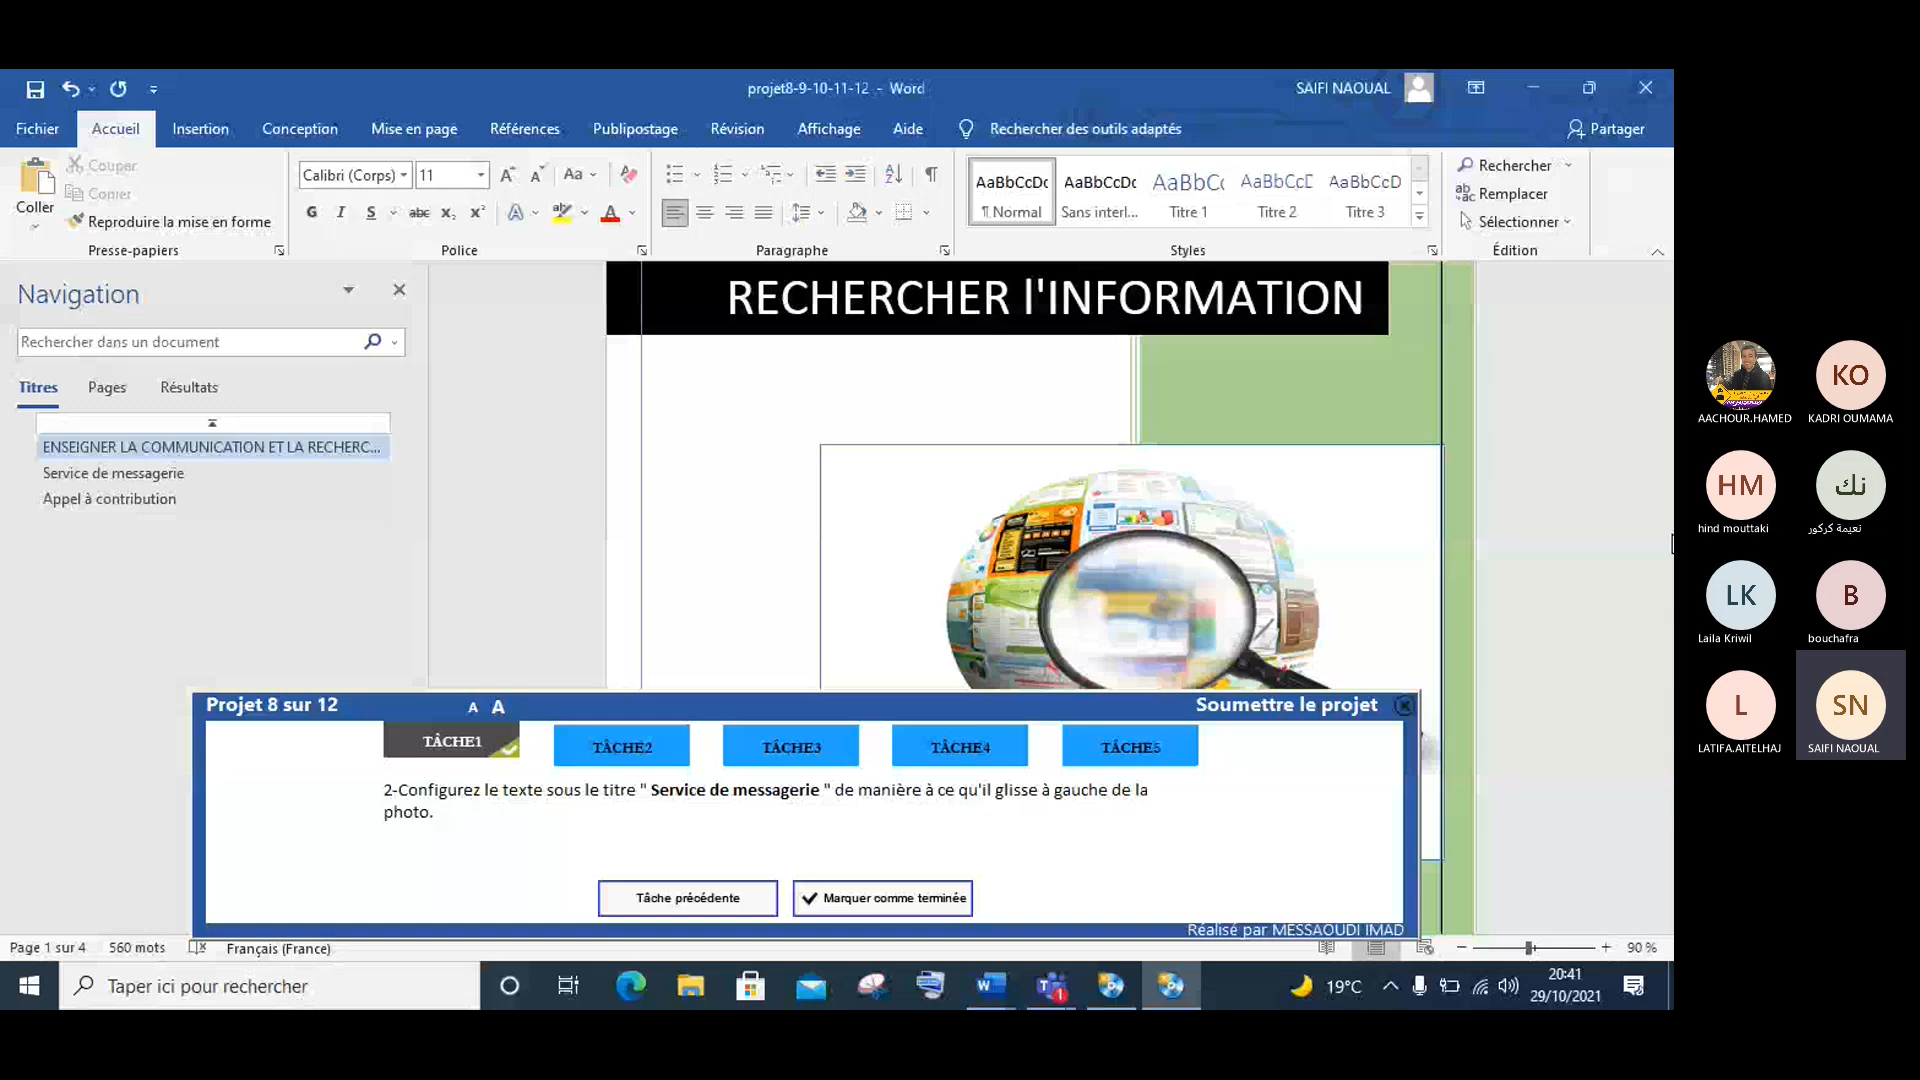 projet8-9-10-11-12 - Word
SAIFI NAOUAL
Fichier
Accueil
Insertion
Conception
Mise en page
Références
Publipostage
Révision
Affichage
Aide
Rechercher des outils adaptés
Partager
Coller
Couper
Copier
Reproduire la mise en forme
Presse-papiers
Calibri (Corps)
11
Aa
G I S abc X₂ X²
Police
Paragraphe
AaBbCcDc
¶ Normal
AaBbCcDc
Sans interl...
AaBbCc
Titre 1
AaBbCcD
Titre 2
AaBbCcD
Titre 3
Styles
Rechercher
Remplacer
Sélectionner
Édition
Navigation
Rechercher dans un document
Titres
Pages
Résultats
ENSEIGNER LA COMMUNICATION ET LA RECHERC...
Service de messagerie
Appel à contribution
RECHERCHER l'INFORMATION
Projet 8 sur 12
A A
Soumettre le projet
TÂCHE1
TÂCHE2
TÂCHE3
TÂCHE4
TÂCHE5
2-Configurez le texte sous le titre " Service de messagerie " de manière à ce qu'il glisse à gauche de la
photo.
Tâche précédente
Marquer comme terminée
Réalisé par MESSAOUDI IMAD
Page 1 sur 4
560 mots
Français (France)
90 %
Taper ici pour rechercher
19°C
20:41
29/10/2021
AACHOUR.HAMED
KO
KADRI OUMAMA
HM
hind mouttaki
نك
نعيمة كركور
LK
Laila Kriwil
B
bouchafra
L
LATIFA.AITELHAJ
SN
SAIFI NAOUAL